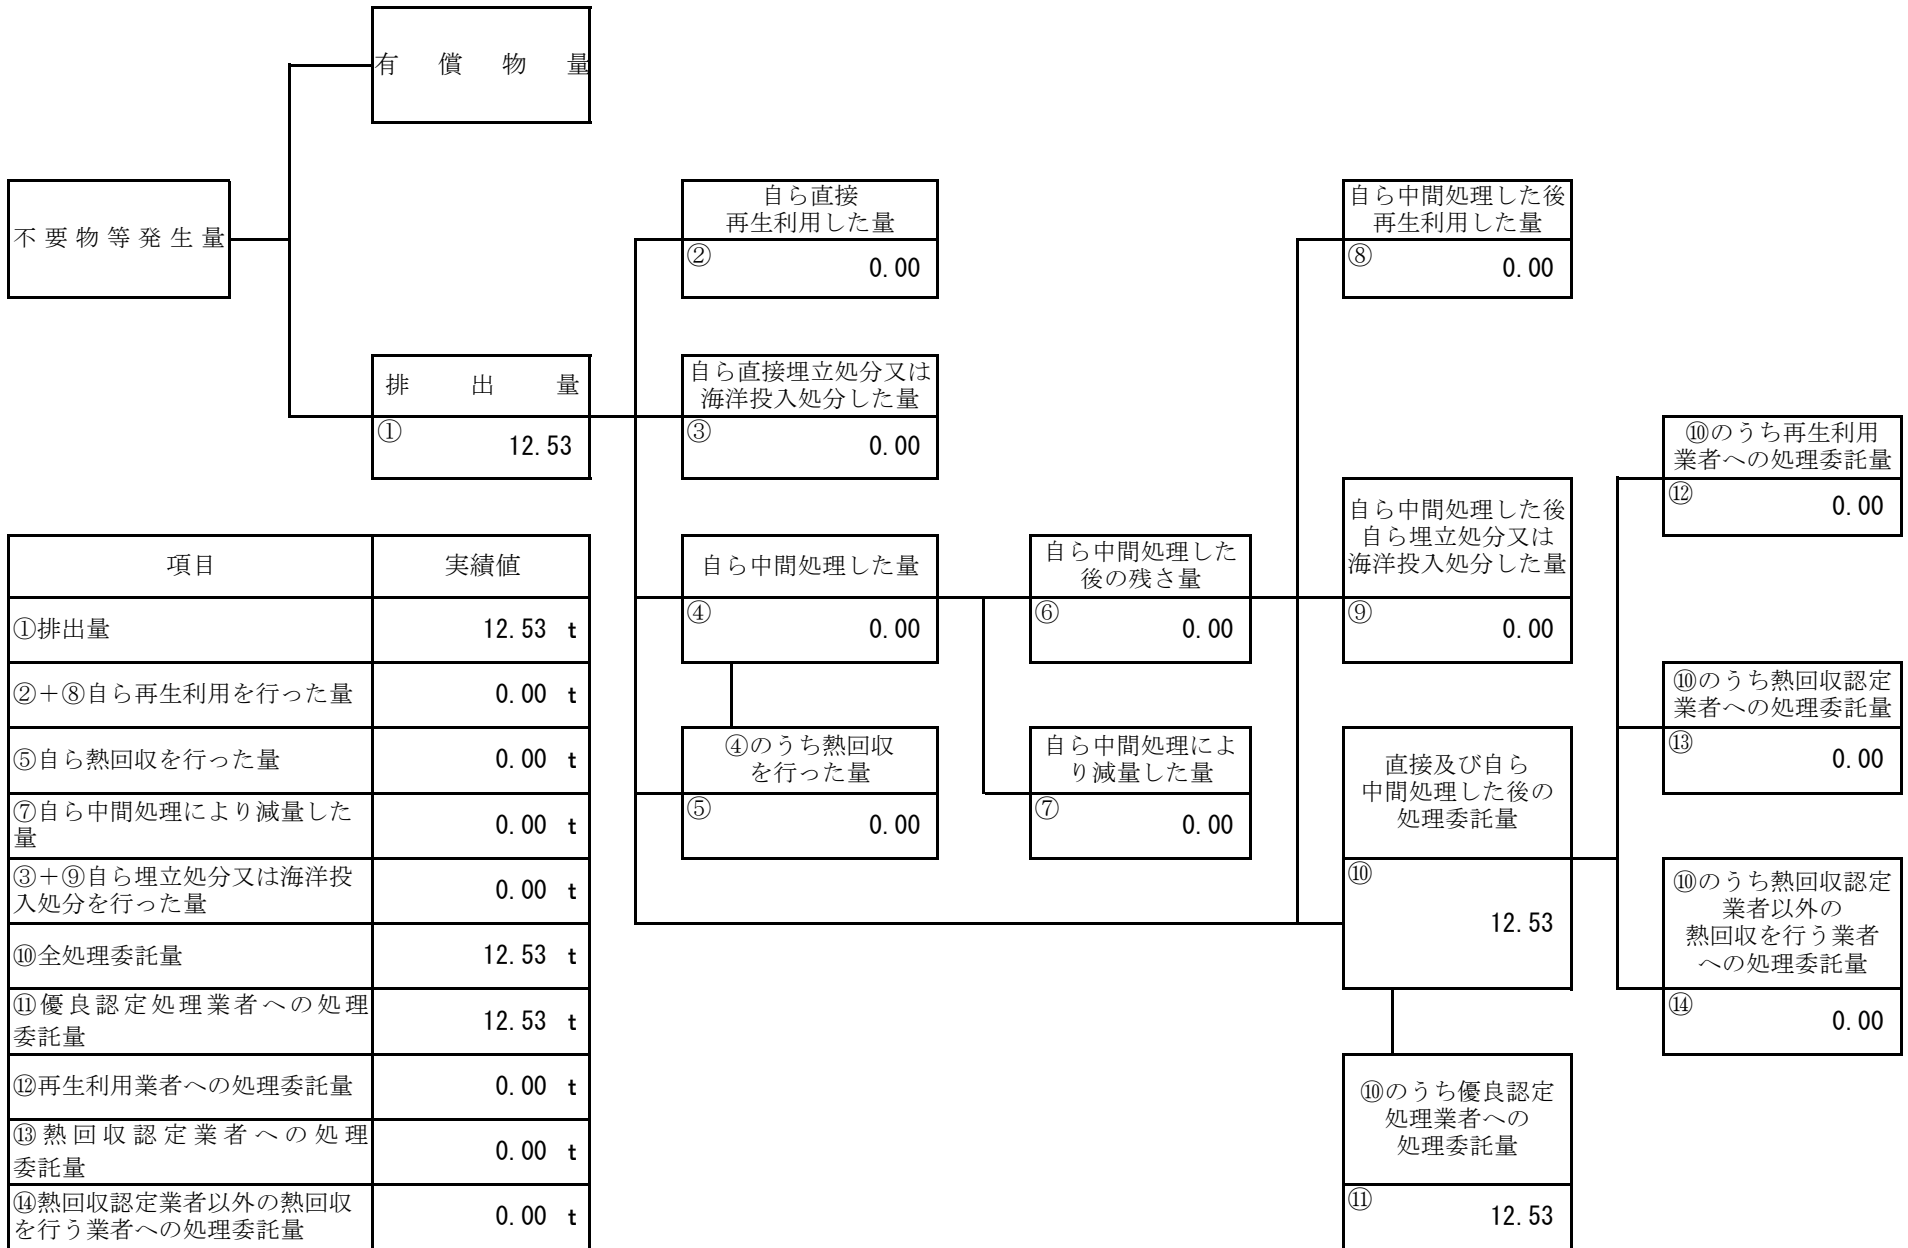 有償物量
不要物等発生量
排出量
① 12.53
自ら直接
再生利用した量
② 0.00
自ら直接埋立処分又は
海洋投入処分した量
③ 0.00
自ら中間処理した量
④ 0.00
④のうち熱回収
を行った量
⑤ 0.00
自ら中間処理した
後の残さ量
⑥ 0.00
自ら中間処理によ
り減量した量
⑦ 0.00
自ら中間処理した後
再生利用した量
⑧ 0.00
自ら中間処理した後
自ら埋立処分又は
海洋投入処分した量
⑨ 0.00
直接及び自ら
中間処理した後の
処理委託量
⑩
12.53
⑩のうち優良認定
処理業者への
処理委託量
⑪ 12.53
⑩のうち再生利用
業者への処理委託量
⑫ 0.00
⑩のうち熱回収認定
業者への処理委託量
⑬ 0.00
⑩のうち熱回収認定
業者以外の
熱回収を行う業者
への処理委託量
⑭ 0.00
項目 実績値
①排出量 12.53 t
②+⑧自ら再生利用を行った量 0.00 t
⑤自ら熱回収を行った量 0.00 t
⑦自ら中間処理により減量した
量 0.00 t
③+⑨自ら埋立処分又は海洋投
入処分を行った量 0.00 t
⑩全処理委託量 12.53 t
⑪優良認定処理業者への処理
委託量 12.53 t
⑫再生利用業者への処理委託量 0.00 t
⑬熱回収認定業者への処理
委託量 0.00 t
⑭熱回収認定業者以外の熱回収
を行う業者への処理委託量 0.00 t